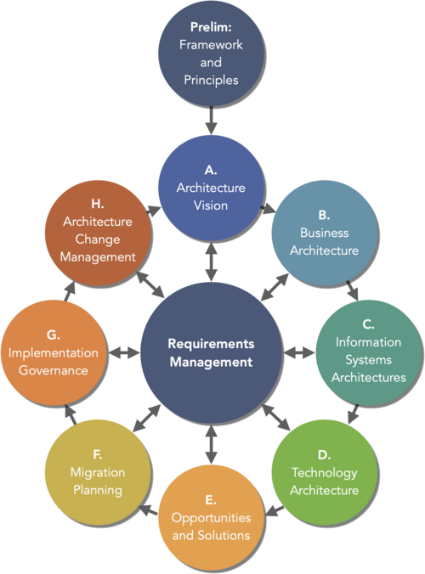 Prelim:
Framework
and
Principles
A.
Architecture
Vision
B.
Business
Architecture
C.
Information
Systems
Architectures
D.
Technology
Architecture
E.
Opportunities
and Solutions
F.
Migration
Planning
G.
Implementation
Governance
H.
Architecture
Change
Management
Requirements
Management